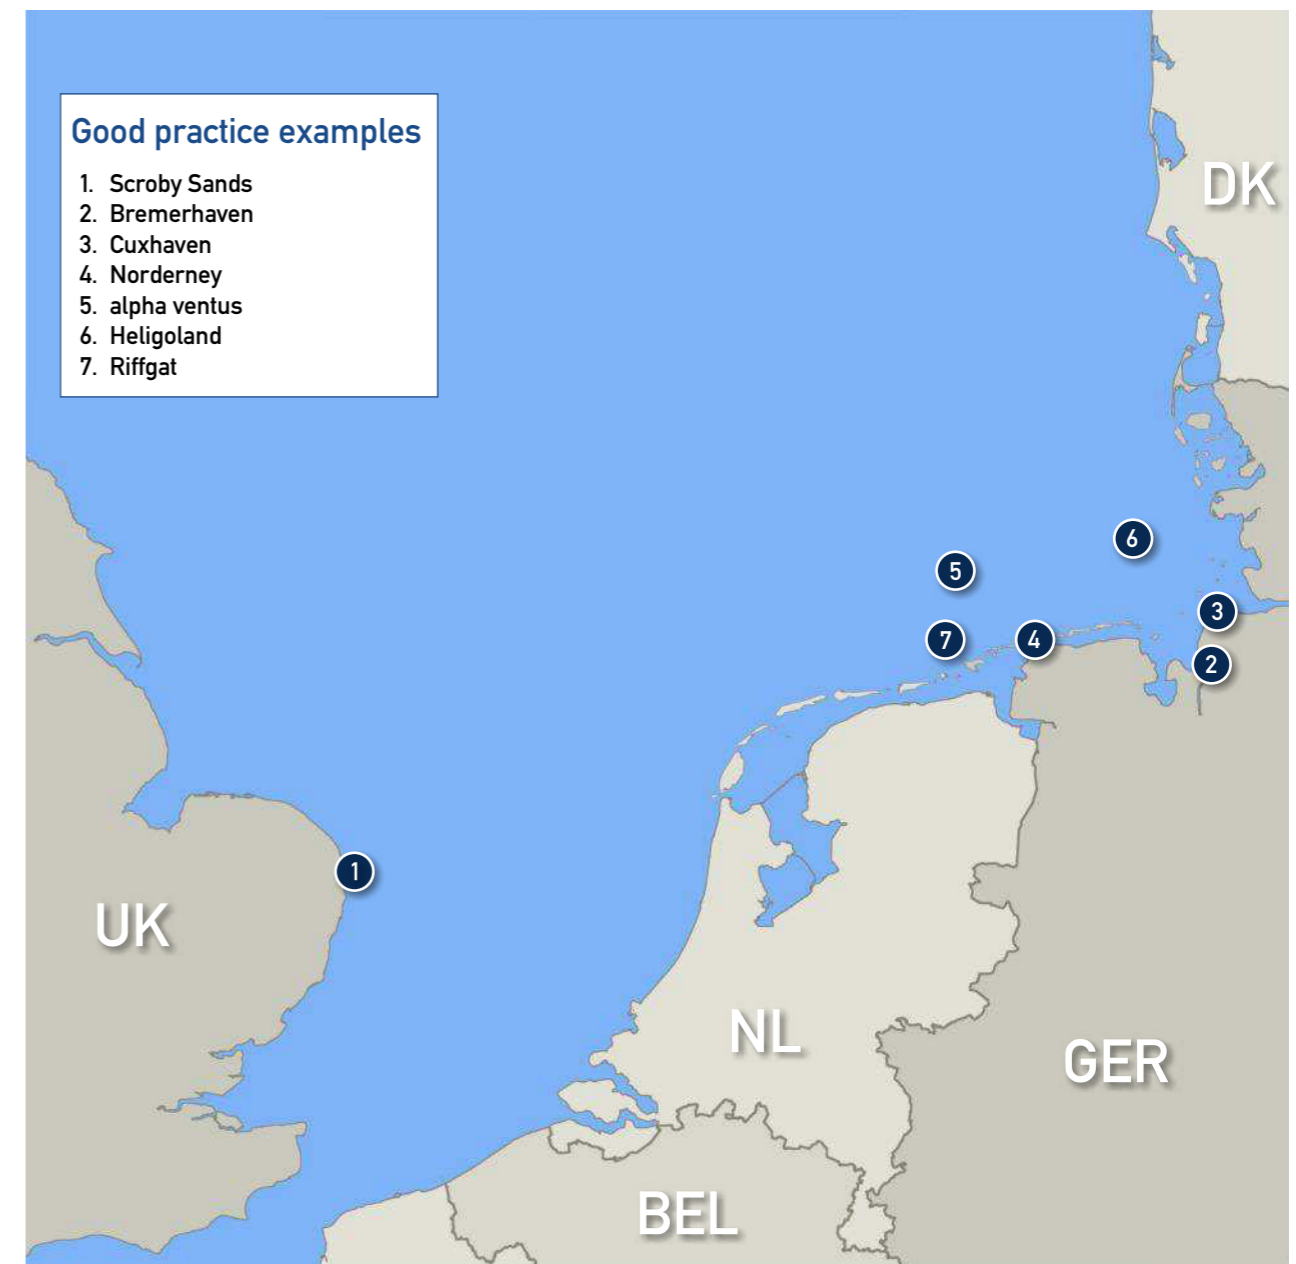 Good practice examples
1. Scroby Sands
2. Bremerhaven
3. Cuxhaven
4. Norderney
5. alpha ventus
6. Heligoland
7. Riffgat
DK
6
5
3
7
4
2
1
UK
NL
GER
BEL